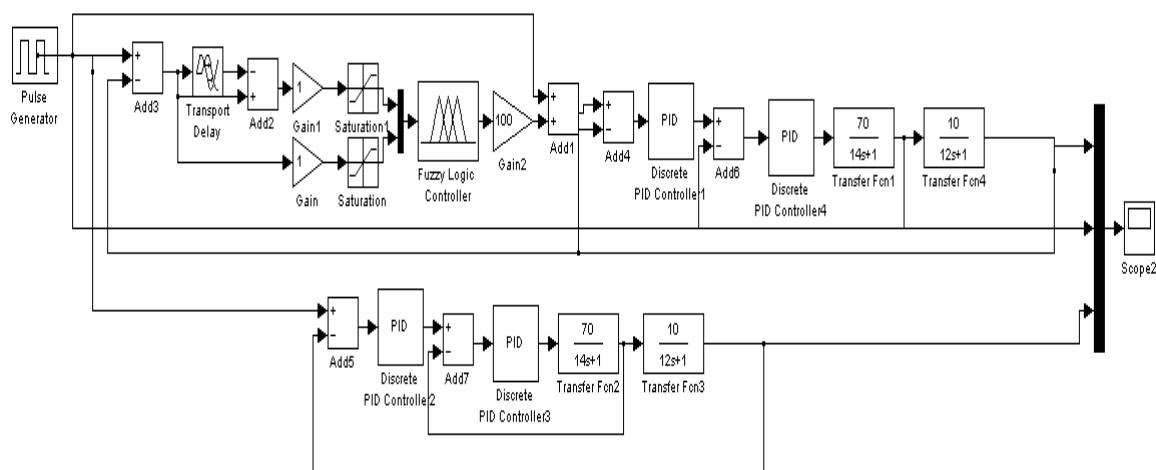 Pulse
Generator
+
−
Add3
Transport
Delay
−
+
Add2
1
Gain1
Saturation1
1
Gain
Saturation
Fuzzy Logic
Controller
100
Gain2
+
+
Add1
+
−
Add4
PID
Discrete
PID Controller1
+
−
Add6
PID
Discrete
PID Controller4
70
14s+1
Transfer Fcn1
10
12s+1
Transfer Fcn4
Scope2
+
−
Add5
PID
Discrete
PID Controller2
+
−
Add7
PID
Discrete
PID Controller3
70
14s+1
Transfer Fcn2
10
12s+1
Transfer Fcn3